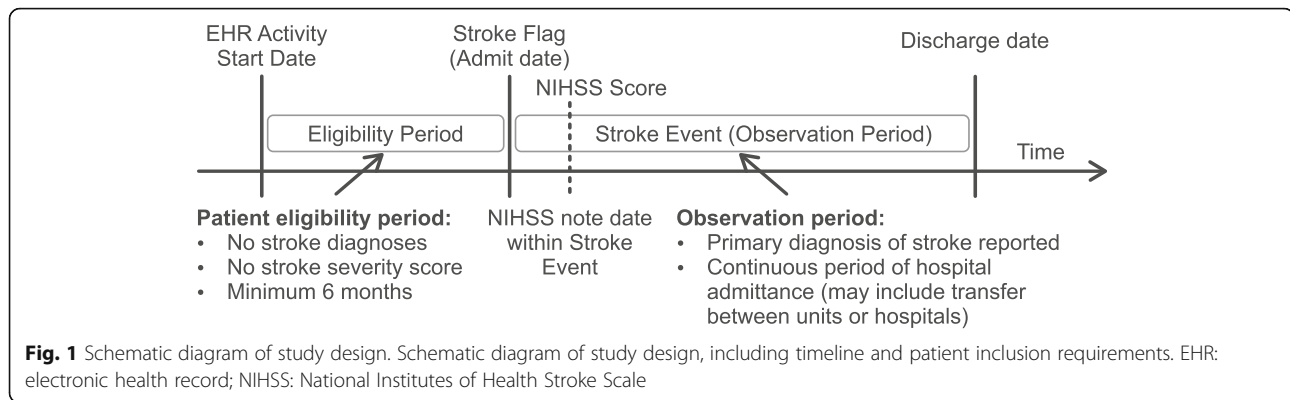 EHR Activity
Start Date
Stroke Flag
(Admit date)
Discharge date
NIHSS Score
Eligibility Period
Stroke Event (Observation Period)
Time
Patient eligibility period:
• No stroke diagnoses
• No stroke severity score
• Minimum 6 months
NIHSS note date
within Stroke
Event
Observation period:
• Primary diagnosis of stroke reported
• Continuous period of hospital
admittance (may include transfer
between units or hospitals)
Fig. 1 Schematic diagram of study design. Schematic diagram of study design, including timeline and patient inclusion requirements. EHR:
electronic health record; NIHSS: National Institutes of Health Stroke Scale